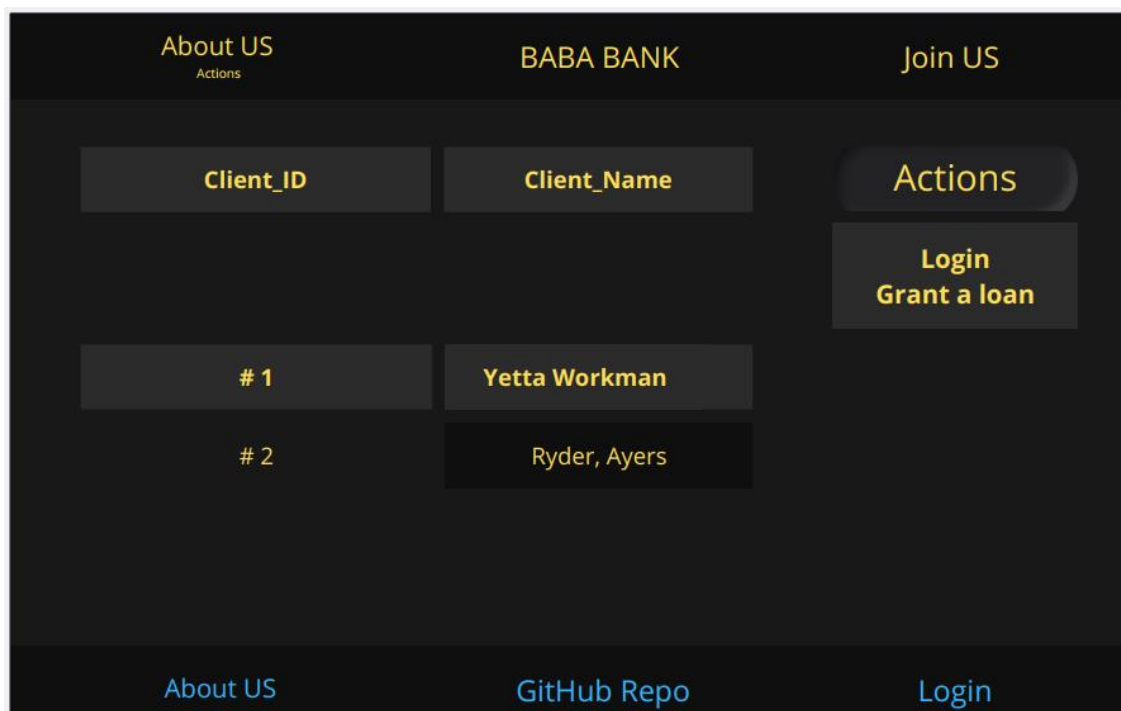 About US
Actions
BABA BANK
Join US
Client_ID
Client_Name
Actions
Login
Grant a loan
# 1
Yetta Workman
# 2
Ryder, Ayers
About US
GitHub Repo
Login